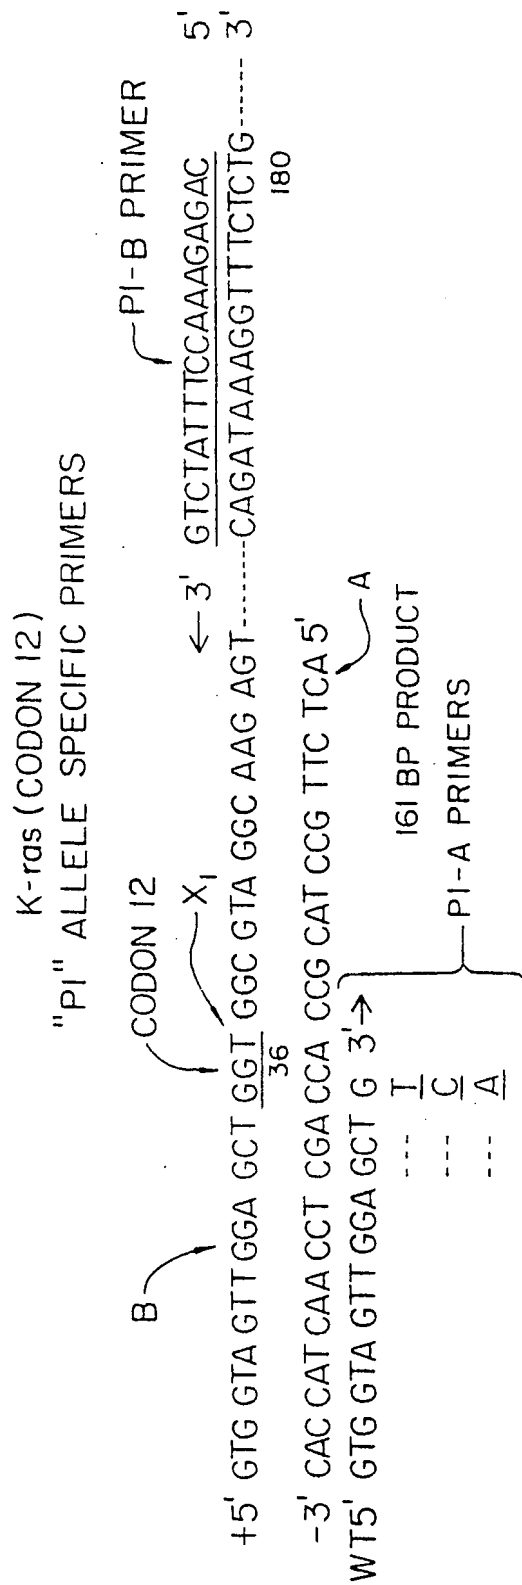 K-ras (CODON 12)
"P1" ALLELE SPECIFIC PRIMERS
P1-B PRIMER
CODON 12
X1
B
← 3' GTCTATTTCCAAAGAGAC 5'
+5' GTG GTA GTT GGA GCT GGT GGC GTA GGC AAG AGT------CAGATAAAGGTTTCTCTG------ 3'
36
180
-3' CAC CAT CAA CCT CGA CCA CCG CAT CCG TTC TCA 5'
A
WT5' GTG GTA GTT GGA GCT G 3'→
161 BP PRODUCT
--- T
--- C
--- A
P1-A PRIMERS